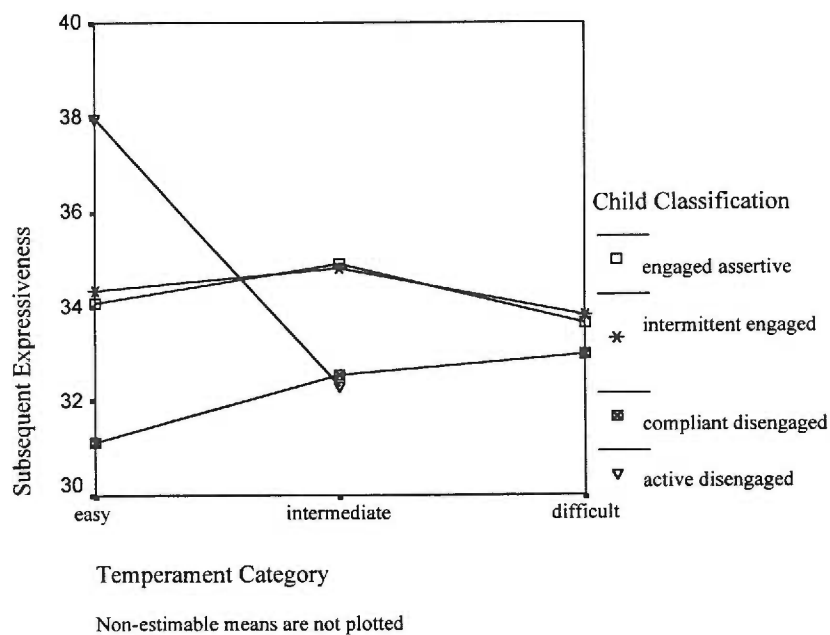 40
38
36
34
32
30
Subsequent Expressiveness
easy
intermediate
difficult
Temperament Category
Non-estimable means are not plotted
Child Classification
engaged assertive
intermittent engaged
compliant disengaged
active disengaged